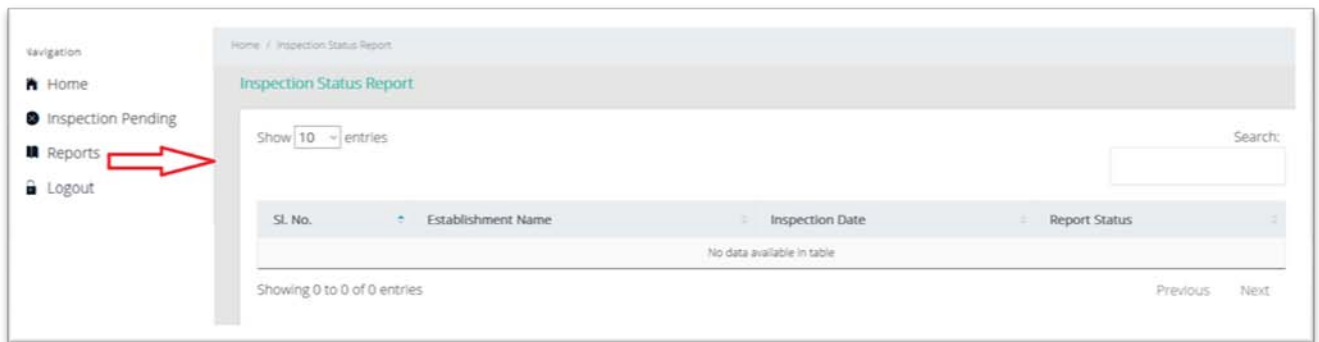 Navigation
Home
Inspection Pending
Reports
Logout
Home / Inspection Status Report
Inspection Status Report
Show 10 entries
Search:
Sl. No. Establishment Name Inspection Date Report Status
No data available in table
Showing 0 to 0 of 0 entries
Previous Next